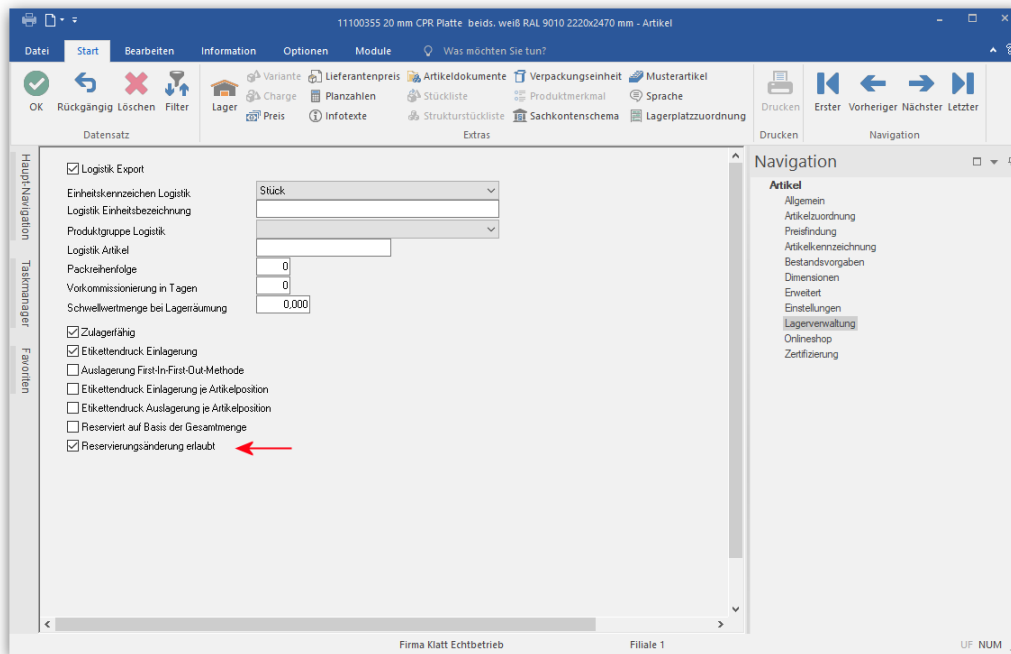 11100355 20 mm CPR Platte beids. weiß RAL 9010 2220x2470 mm - Artikel
Datei Start Bearbeiten Information Optionen Module Was möchten Sie tun?
Variante Lieferantenpreis Artikeldokumente Verpackungseinheit Musterartikel
Charge Planzahlen Stückliste Produktmerkmal Sprache
OK Rückgängig Löschen Filter Lager Drucken Erster Vorheriger Nächster Letzter
Preis Infotexte Strukturstückliste Sachkontenschema Lagerplatzzuordnung
Datensatz Extras Drucken Navigation
Haupt-Navigation
Taskmanager
Favoriten
Logistik Export
Einheitskennzeichen Logistik Stück
Logistik Einheitsbezeichnung
Produktgruppe Logistik
Logistik Artikel
Packreihenfolge 0
Vorkommissionierung in Tagen 0
Schwellwertmenge bei Lagerräumung 0,000
Zulagerfähig
Etikettendruck Einlagerung
Auslagerung First-In-First-Out-Methode
Etikettendruck Einlagerung je Artikelposition
Etikettendruck Auslagerung je Artikelposition
Reserviert auf Basis der Gesamtmenge
Reservierungsänderung erlaubt
Navigation
Artikel
Allgemein
Artikelzuordnung
Preisfindung
Artikelkennzeichnung
Bestandsvorgaben
Dimensionen
Erweitert
Einstellungen
Lagerverwaltung
Onlineshop
Zertifizierung
Firma Klatt Echtbetrieb Filiale 1 UF NUM